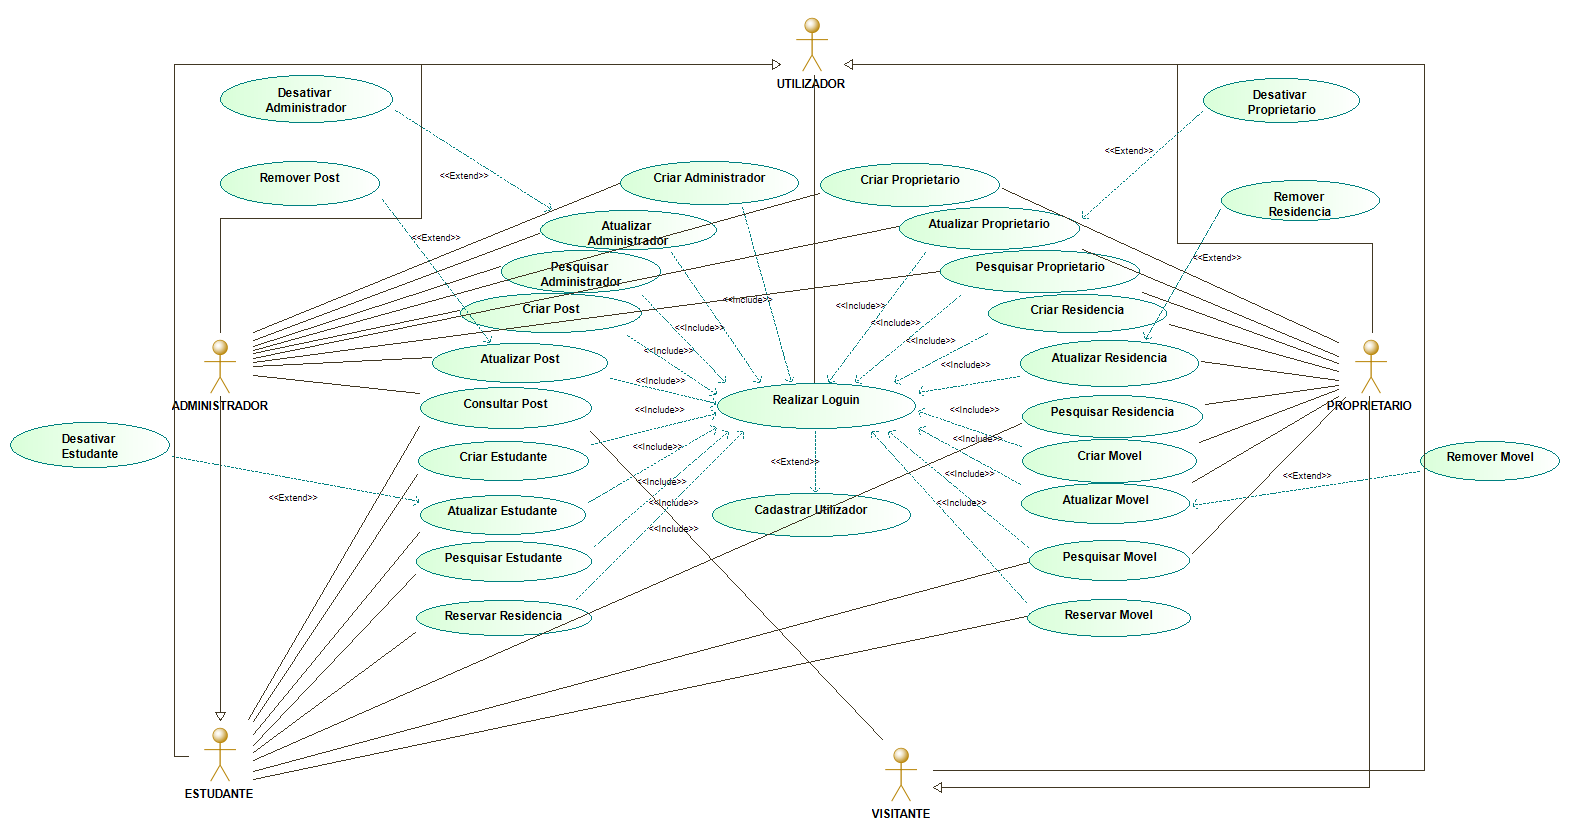 UTILIZADOR
Desativar
Administrador
Desativar
Proprietario
<<Extend>>
<<Extend>>
Remover Post
Criar Administrador
Criar Proprietario
Remover
Residencia
Atualizar
Administrador
Atualizar Proprietario
<<Extend>>
<<Extend>>
Pesquisar
Administrador
Pesquisar Proprietario
<<Include>>
<<Include>>
Criar Post
Criar Residencia
<<Include>>
<<Include>>
<<Include>>
<<Include>>
Atualizar Post
Atualizar Residencia
<<Include>>
<<Include>>
ADMINISTRADOR
Consultar Post
Realizar Loguin
Pesquisar Residencia
PROPRIETARIO
<<Include>>
<<Include>>
Desativar
Estudante
<<Include>>
<<Include>>
Criar Estudante
<<Extend>>
Criar Movel
Remover Movel
<<Include>>
<<Include>>
<<Extend>>
<<Extend>>
<<Include>>
<<Include>>
Atualizar Estudante
Cadastrar Utilizador
Atualizar Movel
<<Include>>
Pesquisar Estudante
Pesquisar Movel
Reservar Residencia
Reservar Movel
ESTUDANTE
VISITANTE